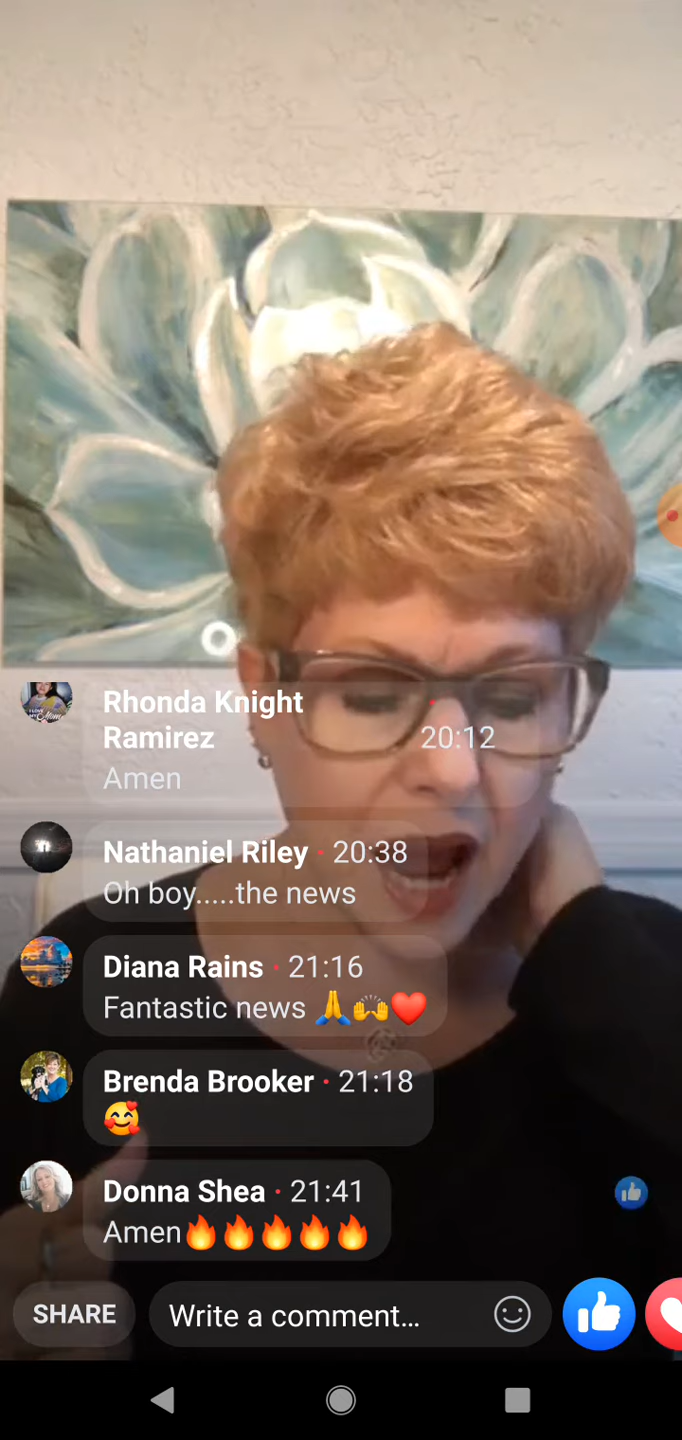 Rhonda Knight
Ramirez 20:12
Amen
Nathaniel Riley • 20:38
Oh boy.....the news
Diana Rains • 21:16
Fantastic news 🙏🙌❤️
Brenda Brooker • 21:18
🥰
Donna Shea • 21:41
Amen🔥🔥🔥🔥🔥
SHARE Write a comment...